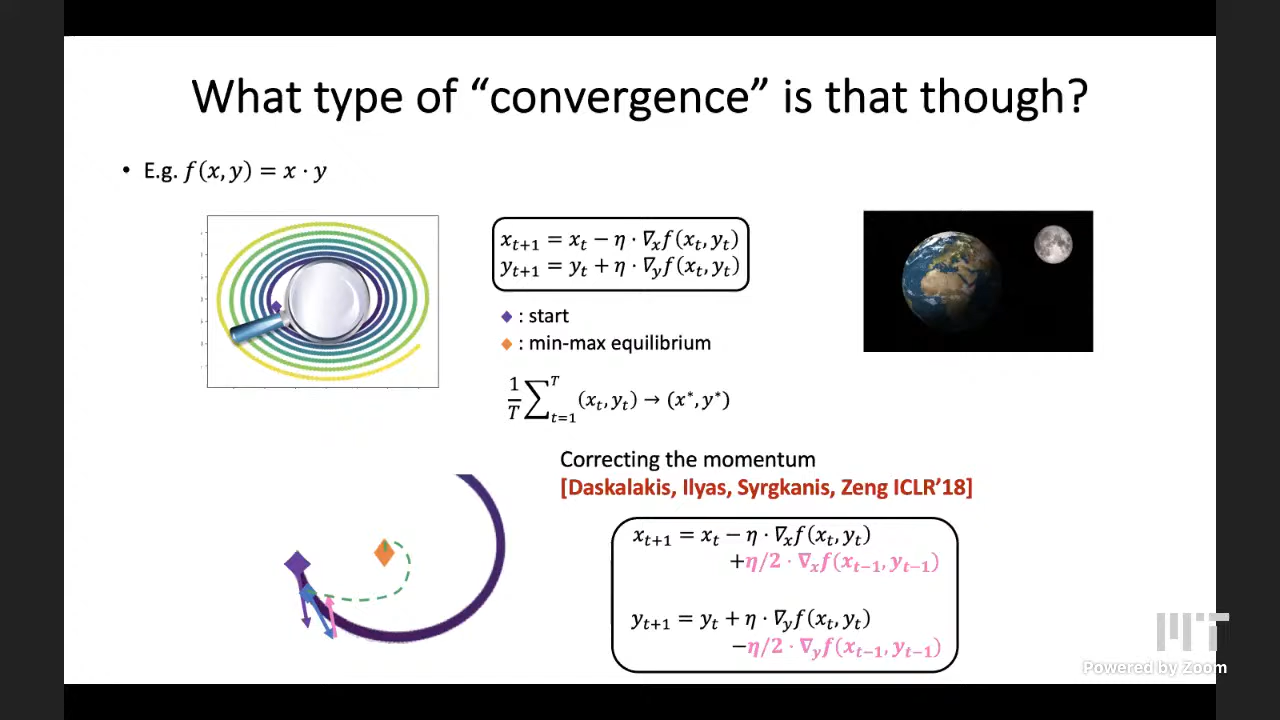 What type of “convergence” is that though?
• E.g. f(x, y) = x · y
x_{t+1} = x_t − η · ∇_x f(x_t, y_t)
y_{t+1} = y_t + η · ∇_y f(x_t, y_t)
: start
: min-max equilibrium
1/T ∑_{t=1}^{T} (x_t, y_t) → (x*, y*)
Correcting the momentum
[Daskalakis, Ilyas, Syrgkanis, Zeng ICLR’18]
x_{t+1} = x_t − η · ∇_x f(x_t, y_t)
+η/2 · ∇_x f(x_{t−1}, y_{t−1})
y_{t+1} = y_t + η · ∇_y f(x_t, y_t)
−η/2 · ∇_y f(x_{t−1}, y_{t−1})
MIT
Powered by Zoom